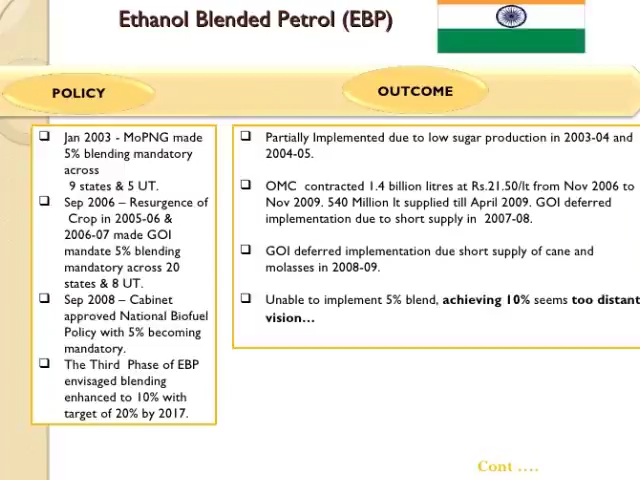 Ethanol Blended Petrol (EBP)
POLICY
OUTCOME
Jan 2003 - MoPNG made
5% blending mandatory
across
9 states & 5 UT.
Sep 2006 – Resurgence of
Crop in 2005-06 &
2006-07 made GOI
mandate 5% blending
mandatory across 20
states & 8 UT.
Sep 2008 – Cabinet
approved National Biofuel
Policy with 5% becoming
mandatory.
The Third Phase of EBP
envisaged blending
enhanced to 10% with
target of 20% by 2017.
Partially Implemented due to low sugar production in 2003-04 and
2004-05.
OMC contracted 1.4 billion litres at Rs.21.50/lt from Nov 2006 to
Nov 2009. 540 Million lt supplied till April 2009. GOI deferred
implementation due to short supply in 2007-08.
GOI deferred implementation due short supply of cane and
molasses in 2008-09.
Unable to implement 5% blend, achieving 10% seems too distant
vision…
Cont ….